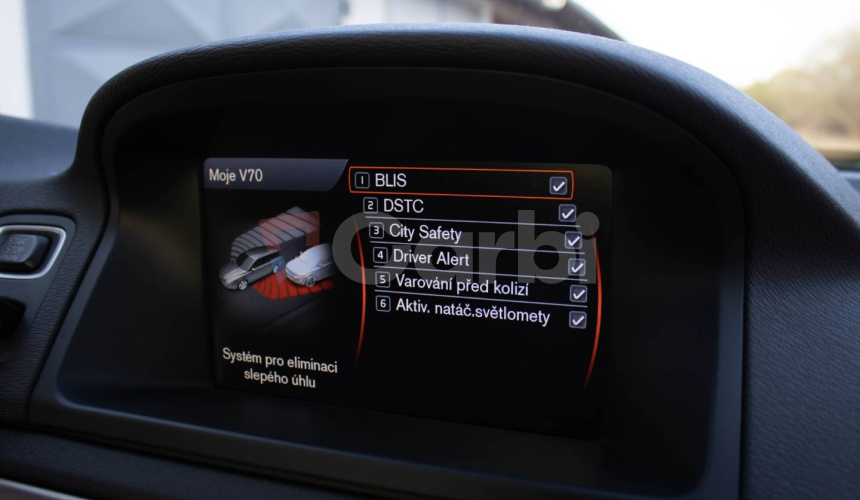 Moje V70
1 BLIS
2 DSTC
3 City Safety
4 Driver Alert
5 Varování před kolizí
6 Aktiv. natáč.světlomety
Systém pro eliminaci
slepého úhlu
Garbi